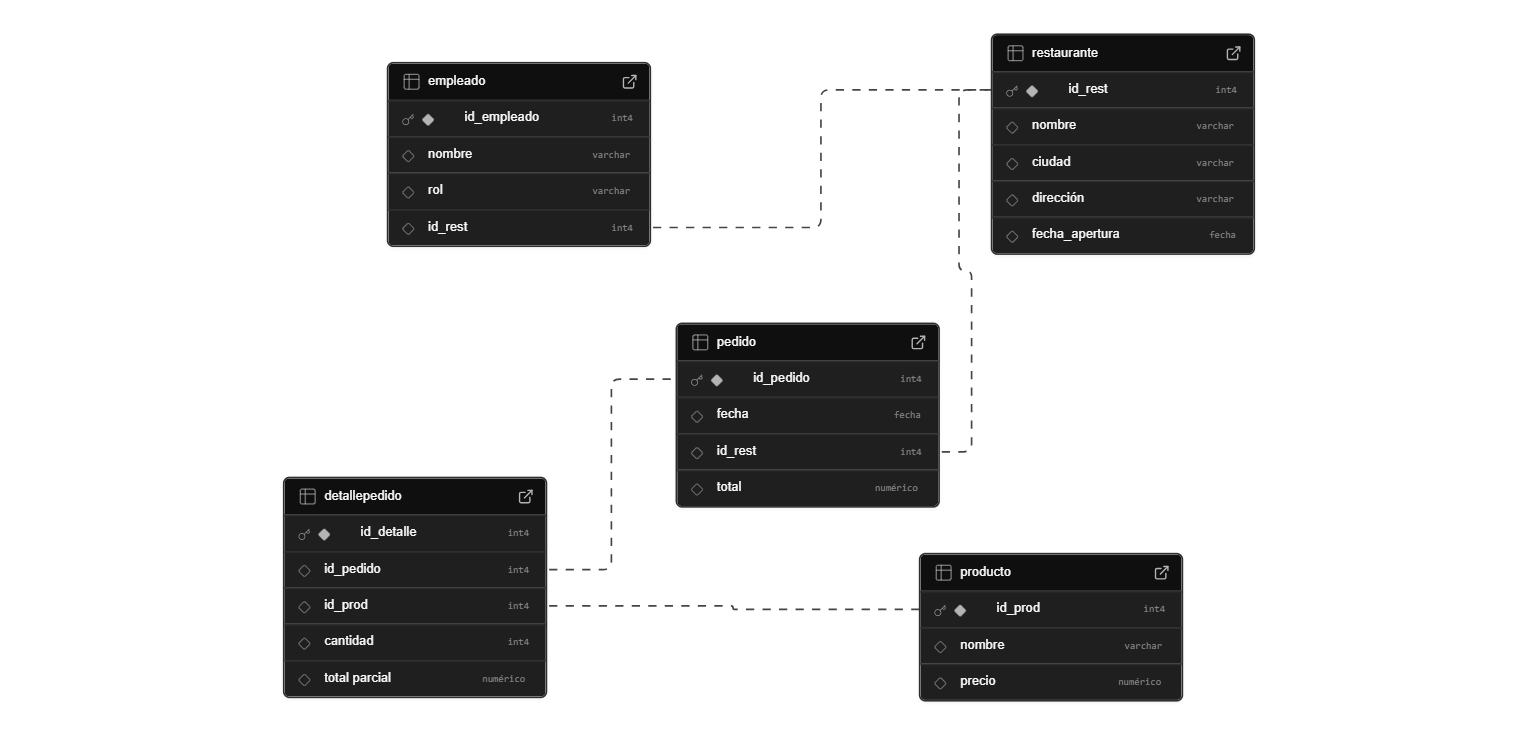 empleado
id_empleado int4
nombre varchar
rol varchar
id_rest int4
restaurante
id_rest int4
nombre varchar
ciudad varchar
dirección varchar
fecha_apertura fecha
pedido
id_pedido int4
fecha fecha
id_rest int4
total numérico
detallepedido
id_detalle int4
id_pedido int4
id_prod int4
cantidad int4
total parcial numérico
producto
id_prod int4
nombre varchar
precio numérico